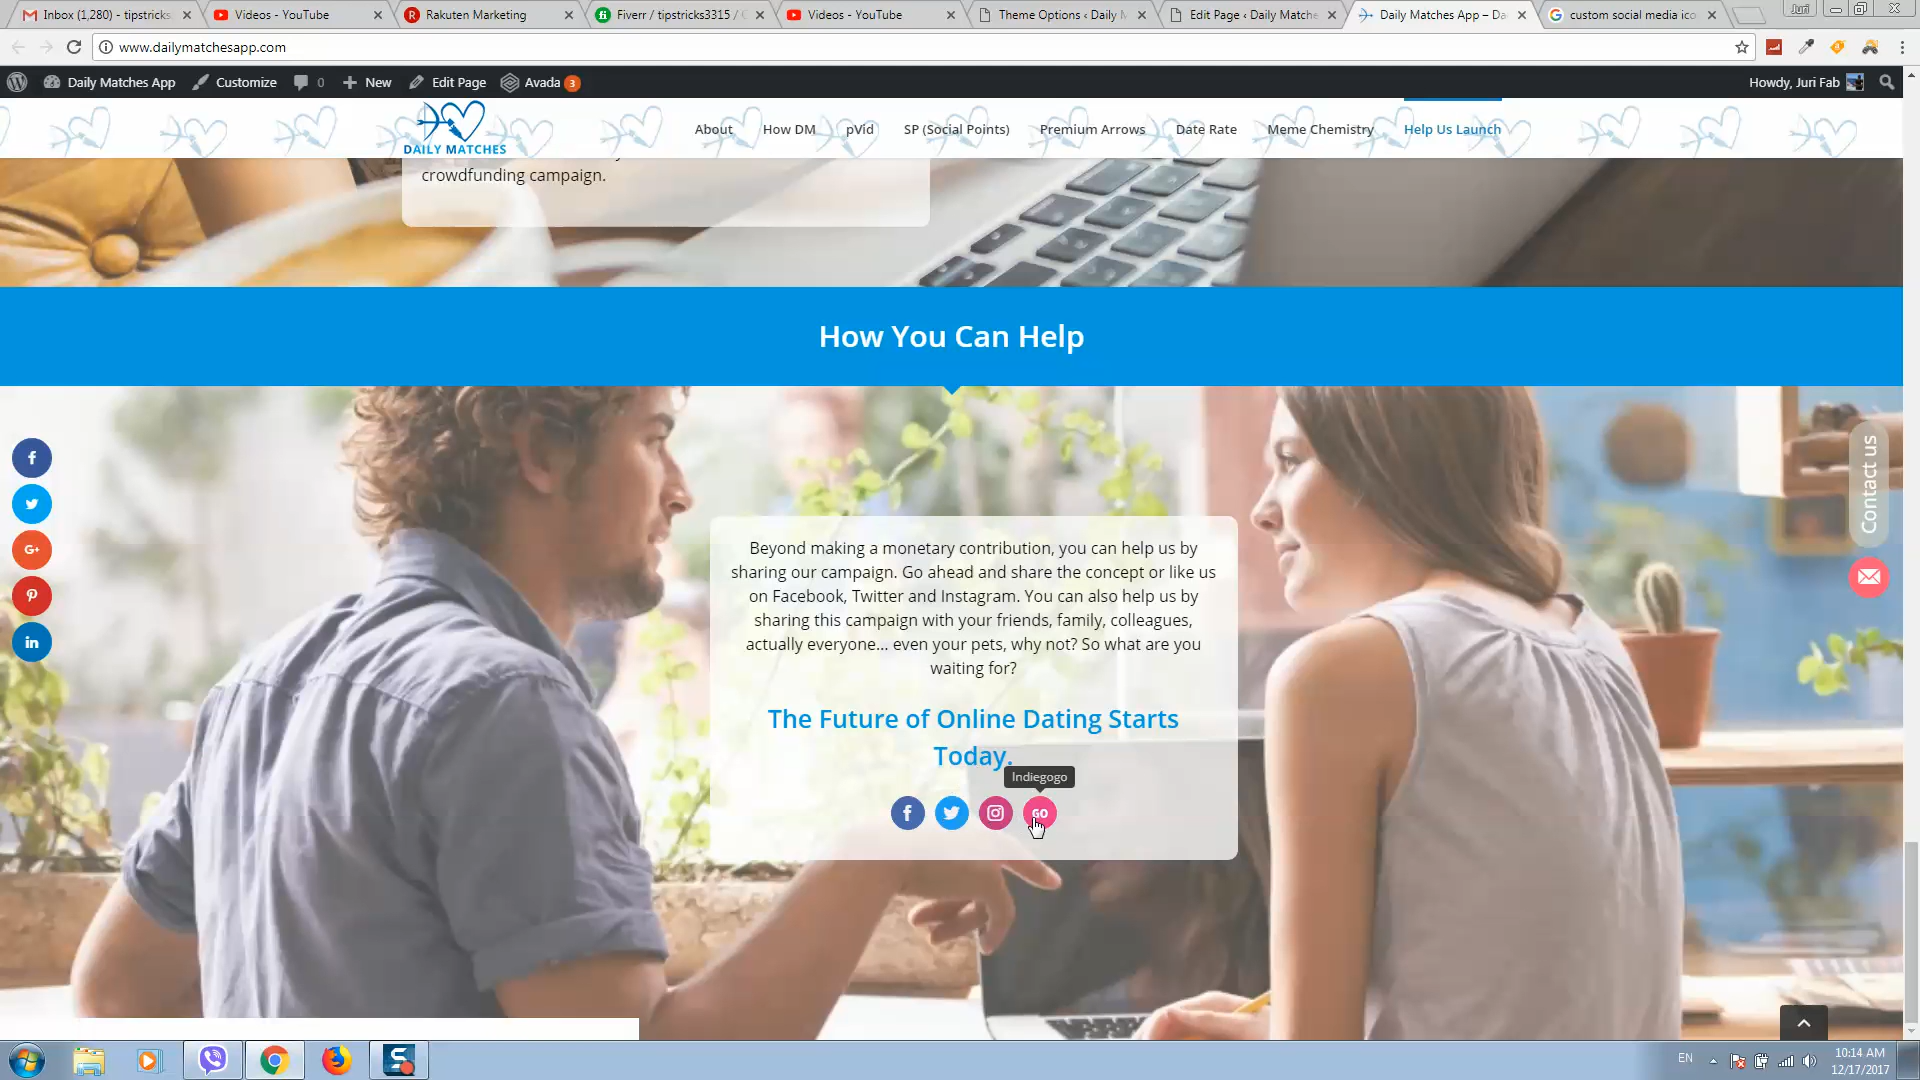 Inbox (1,280) - tipstricks
Videos - YouTube
Rakuten Marketing
Fiverr / tipstricks3315 /
Videos - YouTube
Theme Options ‹ Daily
Edit Page ‹ Daily Matche
Daily Matches App – Da
custom social media ico
Juri
www.dailymatchesapp.com
Daily Matches App
Customize
0
New
Edit Page
Avada
3
Howdy, Juri Fab
DAILY MATCHES
About
How DM
pVid
SP (Social Points)
Premium Arrows
Date Rate
Meme Chemistry
Help Us Launch
crowdfunding campaign.
How You Can Help
Contact us
Beyond making a monetary contribution, you can help us by
sharing our campaign. Go ahead and share the concept or like us
on Facebook, Twitter and Instagram. You can also help us by
sharing this campaign with your friends, family, colleagues,
actually everyone... even your pets, why not? So what are you
waiting for?
The Future of Online Dating Starts
Today.
Indiegogo
GO
EN
10:14 AM
12/17/2017